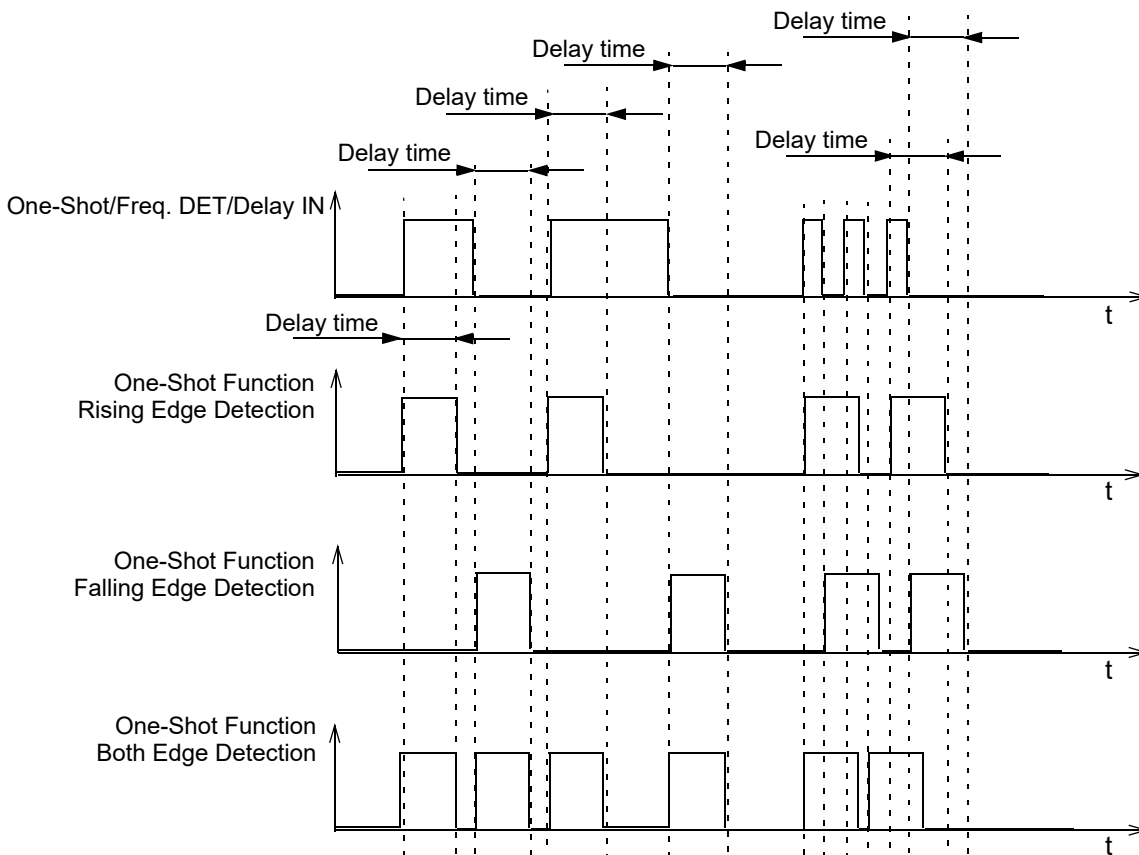 Delay time
Delay time
Delay time
Delay time
Delay time
One-Shot/Freq. DET/Delay IN
t
Delay time
One-Shot Function
Rising Edge Detection
t
One-Shot Function
Falling Edge Detection
t
One-Shot Function
Both Edge Detection
t